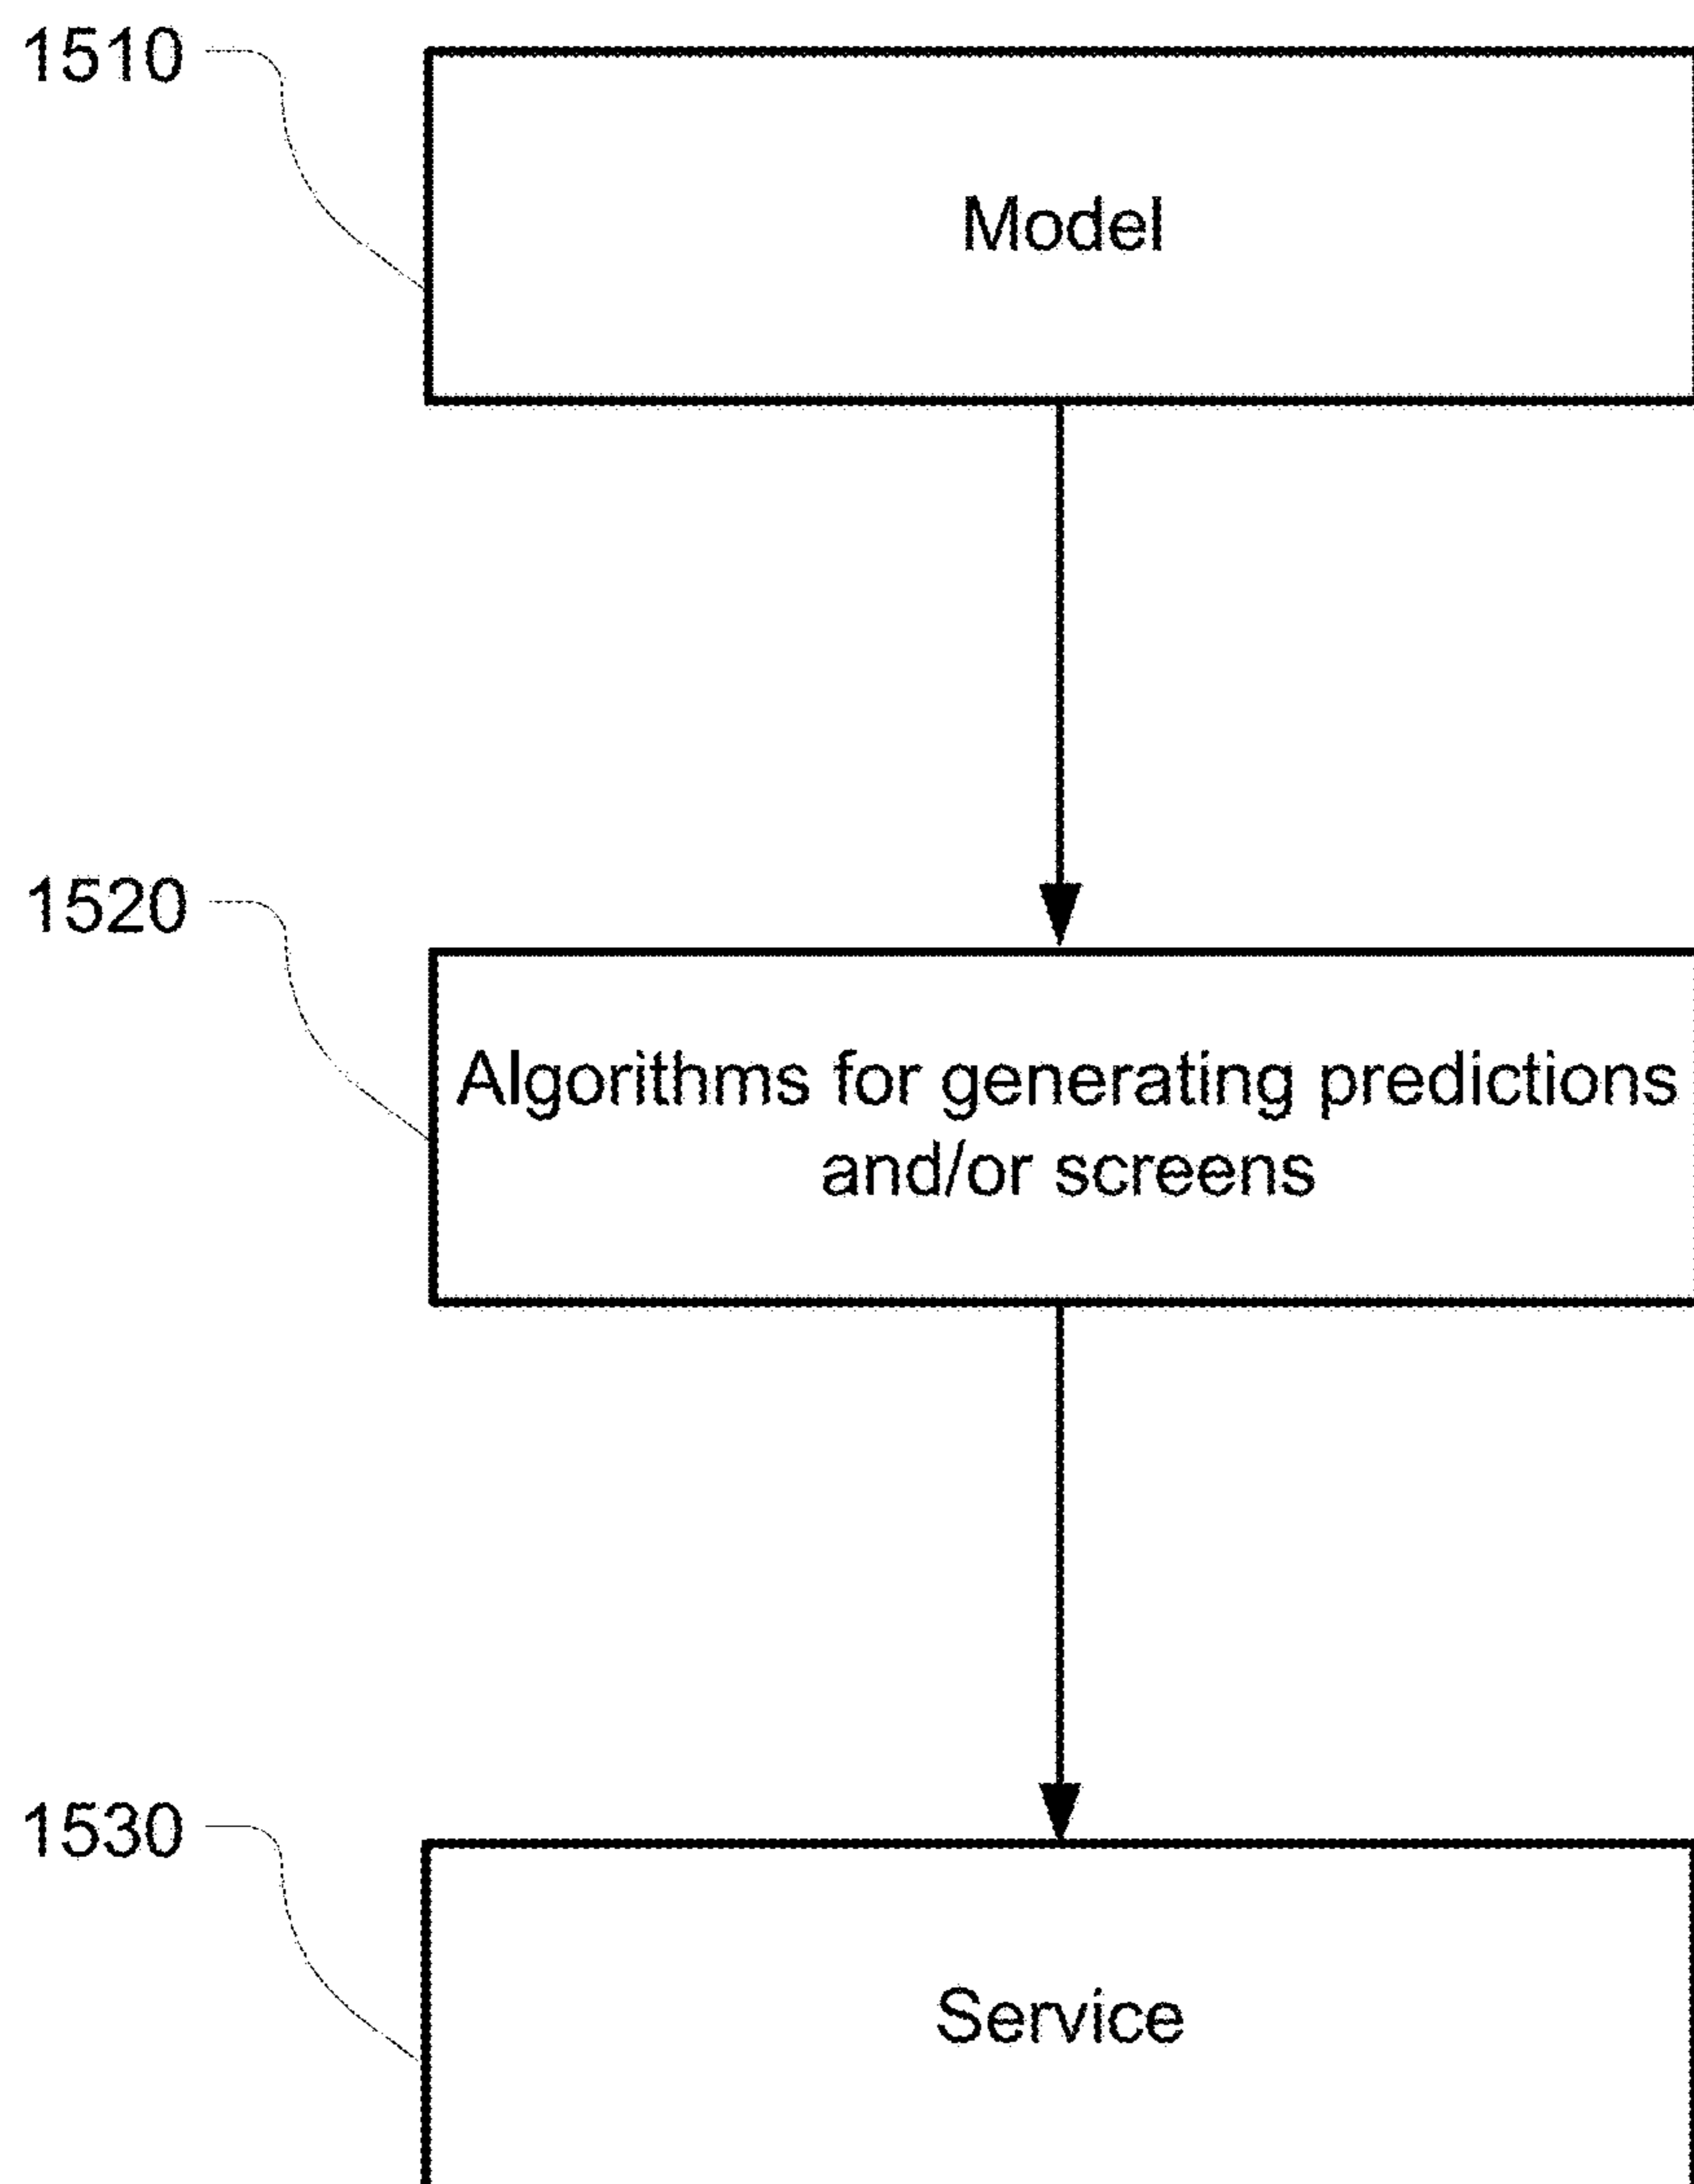 1510
Model
1520
Algorithms for generating predictions
and/or screens
1530
Service